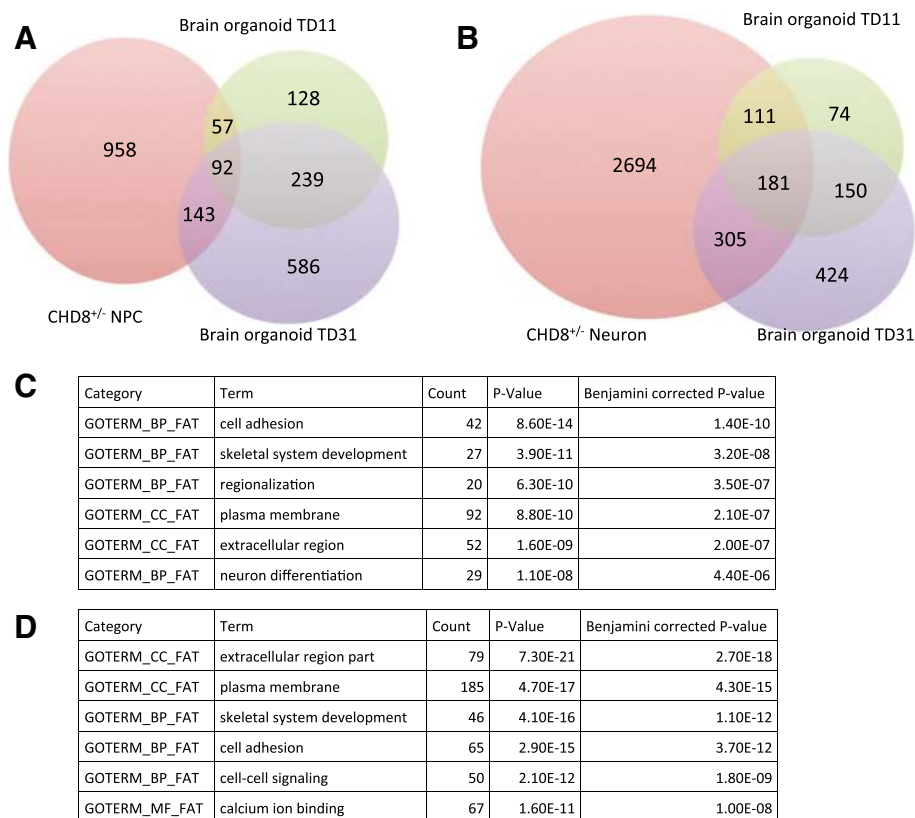 A
Brain organoid TD11
958
57
128
92
239
143
586
CHD8+/- NPC
Brain organoid TD31
B
Brain organoid TD11
2694
111
74
181
150
305
424
CHD8+/- Neuron
Brain organoid TD31
C
Category Term Count P-Value Benjamini corrected P-value
GOTERM_BP_FAT cell adhesion 42 8.60E-14 1.40E-10
GOTERM_BP_FAT skeletal system development 27 3.90E-11 3.20E-08
GOTERM_BP_FAT regionalization 20 6.30E-10 3.50E-07
GOTERM_CC_FAT plasma membrane 92 8.80E-10 2.10E-07
GOTERM_CC_FAT extracellular region 52 1.60E-09 2.00E-07
GOTERM_BP_FAT neuron differentiation 29 1.10E-08 4.40E-06
D
Category Term Count P-Value Benjamini corrected P-value
GOTERM_CC_FAT extracellular region part 79 7.30E-21 2.70E-18
GOTERM_CC_FAT plasma membrane 185 4.70E-17 4.30E-15
GOTERM_BP_FAT skeletal system development 46 4.10E-16 1.10E-12
GOTERM_BP_FAT cell adhesion 65 2.90E-15 3.70E-12
GOTERM_BP_FAT cell-cell signaling 50 2.10E-12 1.80E-09
GOTERM_MF_FAT calcium ion binding 67 1.60E-11 1.00E-08